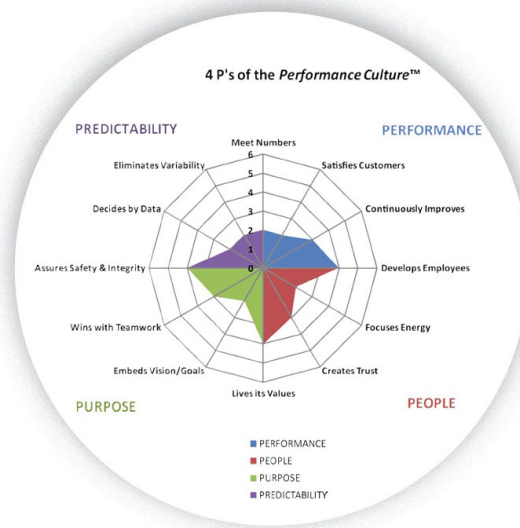 4 P's of the Performance Culture™
PREDICTABILITY
PERFORMANCE
Meet Numbers
Eliminates Variability
Satisfies Customers
Decides by Data
Continuously Improves
Assures Safety & Integrity
Develops Employees
Wins with Teamwork
Focuses Energy
Embeds Vision/Goals
Creates Trust
Lives its Values
6
5
4
3
2
1
0
PURPOSE
PEOPLE
PERFORMANCE
PEOPLE
PURPOSE
PREDICTABILITY